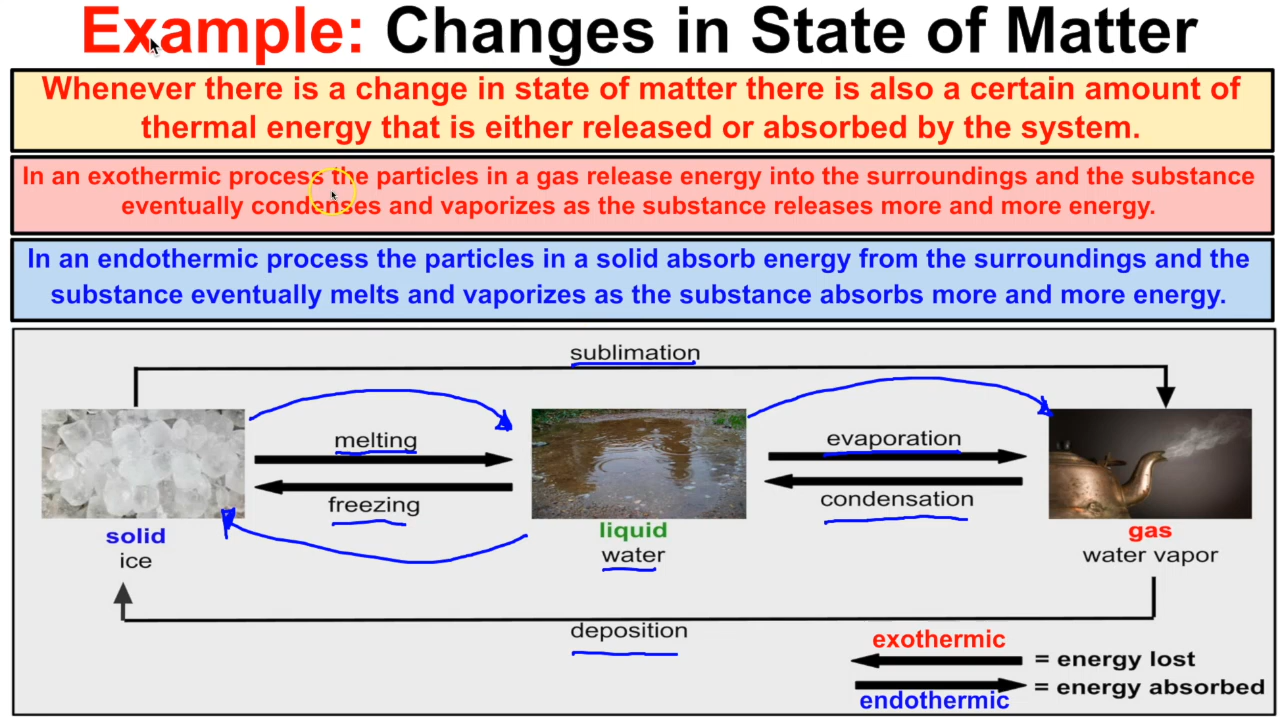 Example: Changes in State of Matter
Whenever there is a change in state of matter there is also a certain amount of
thermal energy that is either released or absorbed by the system.
In an exothermic process the particles in a gas release energy into the surroundings and the substance
eventually condenses and vaporizes as the substance releases more and more energy.
In an endothermic process the particles in a solid absorb energy from the surroundings and the
substance eventually melts and vaporizes as the substance absorbs more and more energy.
sublimation
melting
evaporation
freezing
condensation
solid
ice
liquid
water
gas
water vapor
deposition
exothermic
= energy lost
= energy absorbed
endothermic